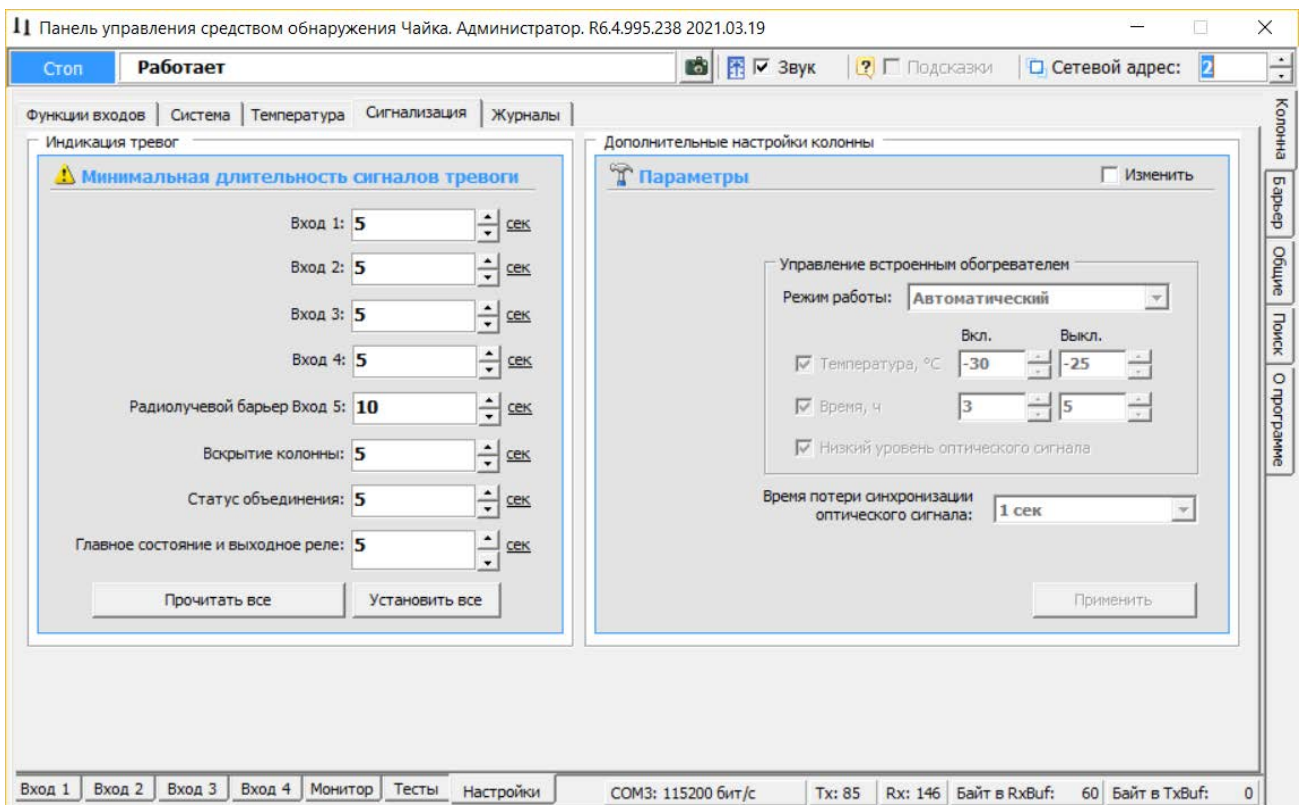 Панель управления средством обнаружения Чайка. Администратор. R6.4.995.238 2021.03.19
Стоп Работает Звук Подсказки Сетевой адрес: 2
Функции входов Система Температура Сигнализация Журналы
Индикация тревог
Минимальная длительность сигналов тревоги
Вход 1: 5 сек
Вход 2: 5 сек
Вход 3: 5 сек
Вход 4: 5 сек
Радиолучевой барьер Вход 5: 10 сек
Вскрытие колонны: 5 сек
Статус объединения: 5 сек
Главное состояние и выходное реле: 5 сек
Прочитать все Установить все
Дополнительные настройки колонны
Параметры Изменить
Управление встроенным обогревателем
Режим работы: Автоматический
Вкл. Выкл.
Температура, °C -30 -25
Время, ч 3 5
Низкий уровень оптического сигнала
Время потери синхронизации
оптического сигнала: 1 сек
Применить
Колонна
Барьер
Общие
Поиск
О программе
Вход 1 Вход 2 Вход 3 Вход 4 Монитор Тесты Настройки COM3: 115200 бит/с Tx: 85 Rx: 146 Байт в RxBuf: 60 Байт в TxBuf: 0